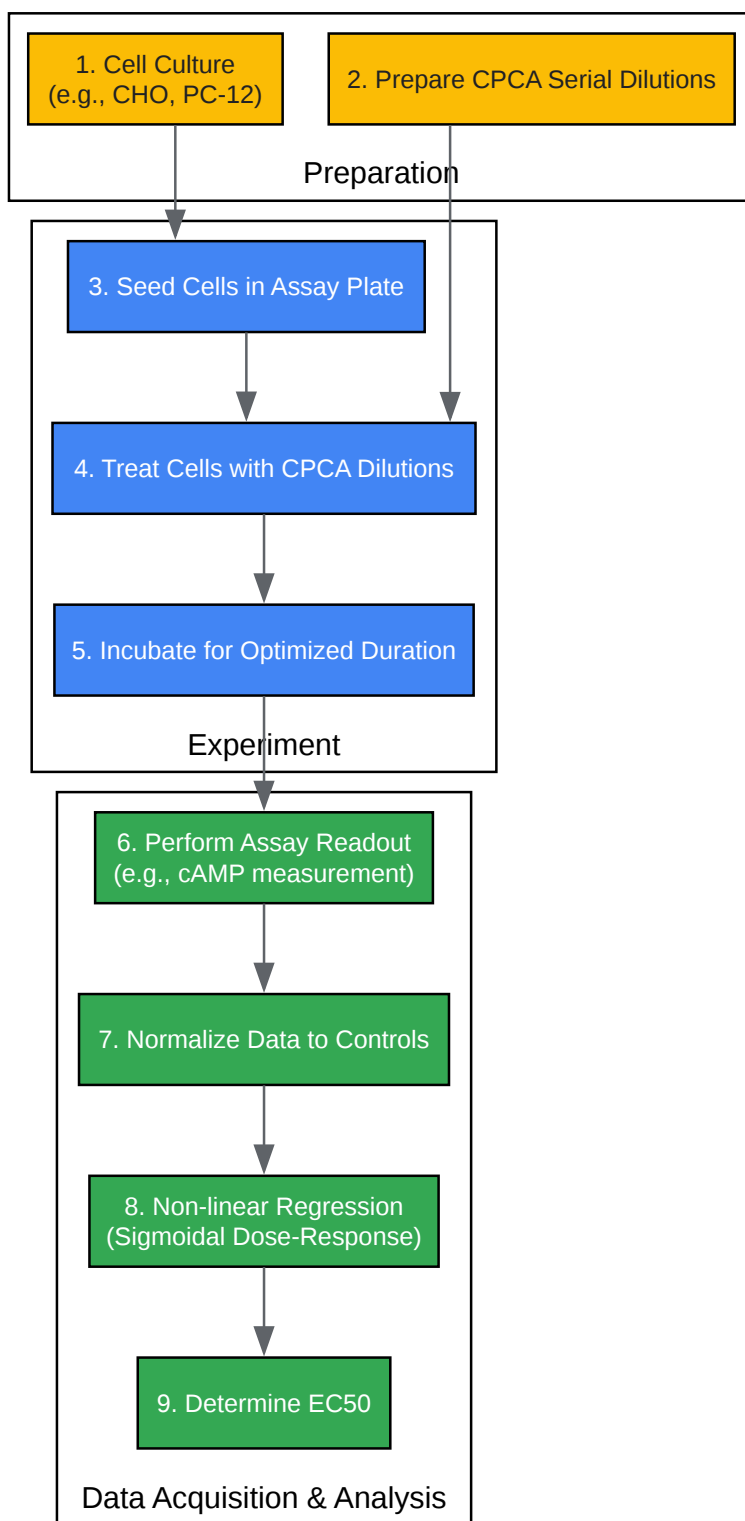 1. Cell Culture
(e.g., CHO, PC-12)
2. Prepare CPCA Serial Dilutions
Preparation
3. Seed Cells in Assay Plate
4. Treat Cells with CPCA Dilutions
5. Incubate for Optimized Duration
Experiment
6. Perform Assay Readout
(e.g., cAMP measurement)
7. Normalize Data to Controls
8. Non-linear Regression
(Sigmoidal Dose-Response)
9. Determine EC50
Data Acquisition & Analysis